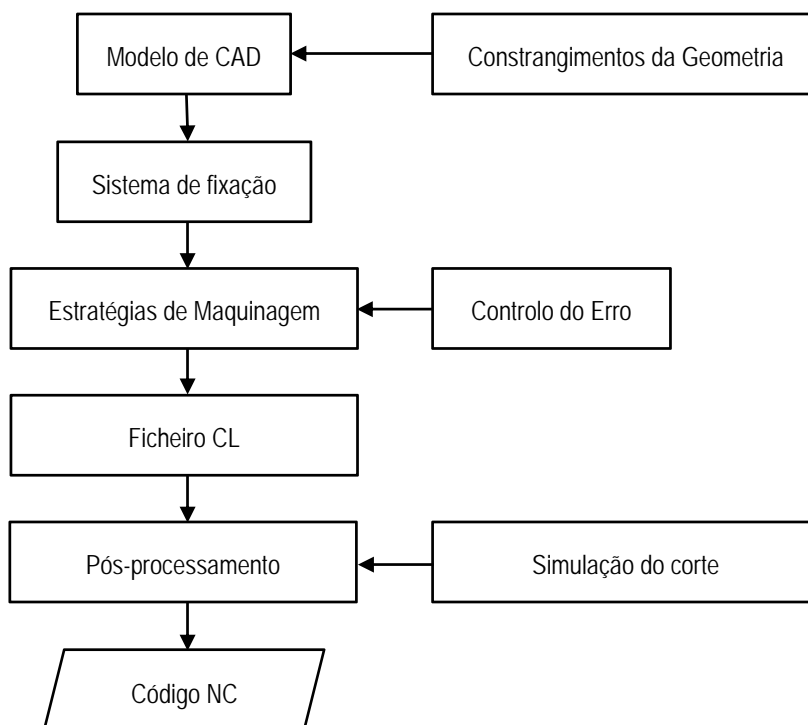 Modelo de CAD
Constrangimentos da Geometria
Sistema de fixação
Estratégias de Maquinagem
Controlo do Erro
Ficheiro CL
Pós-processamento
Simulação do corte
Código NC